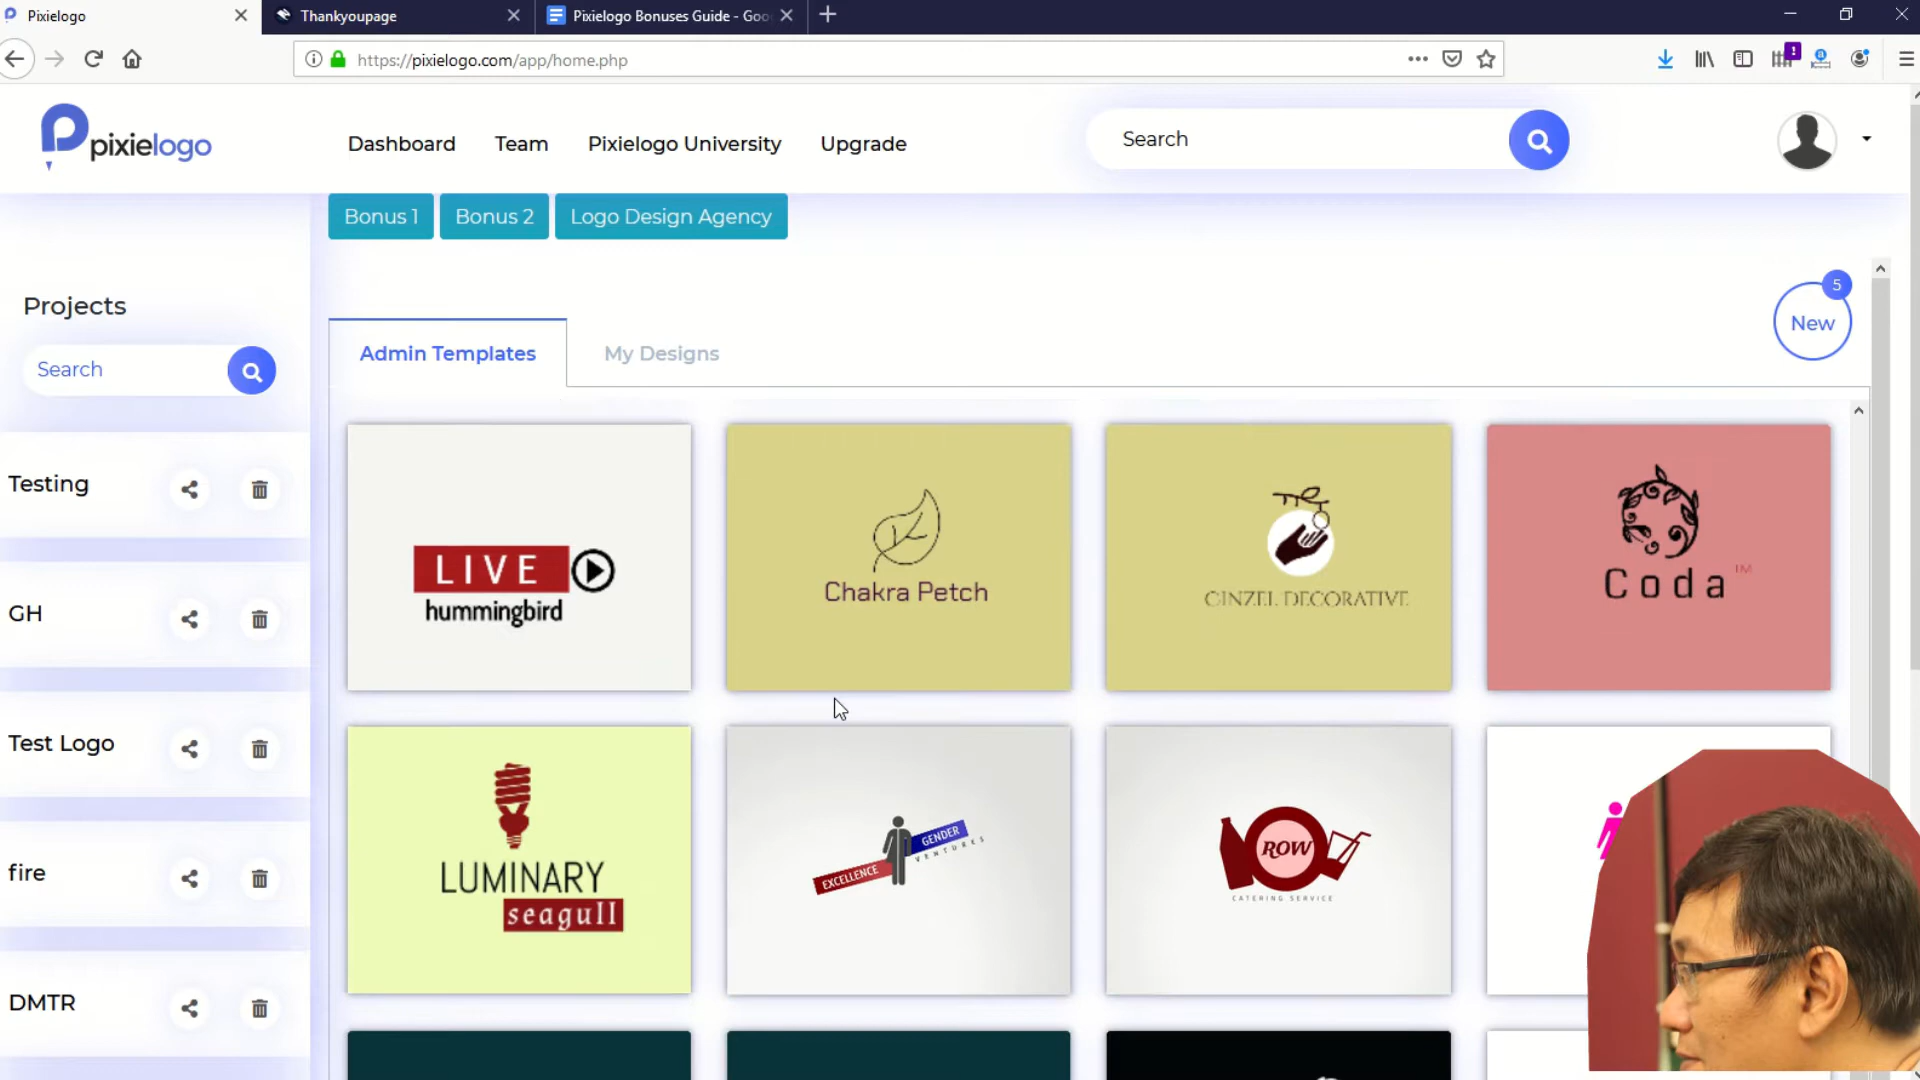 Pixielogo
Thankyoupage
Pixielogo Bonuses Guide - Goo
https://pixielogo.com/app/home.php
1
pixielogo
Dashboard
Team
Pixielogo University
Upgrade
Search
Bonus 1
Bonus 2
Logo Design Agency
Projects
Search
Testing
GH
Test Logo
fire
DMTR
5
New
Admin Templates
My Designs
LIVE
hummingbird
Chakra Petch
CINZEL DECORATIVE
Coda TM
LUMINARY
seagull
EXCELLENCE
GENDER
VENTURES
ROW
CATERING SERVICE